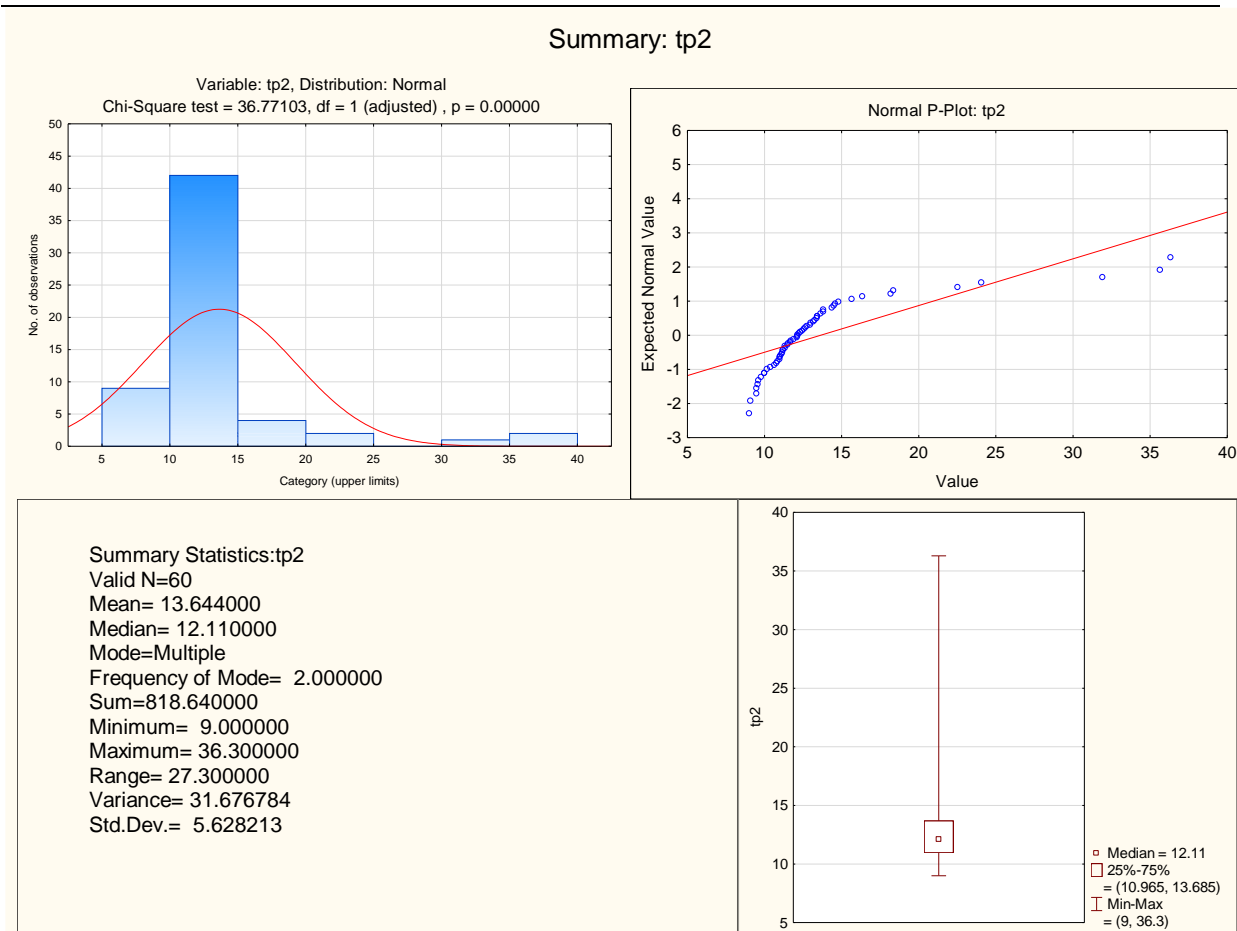 Summary: tp2
Variable: tp2, Distribution: Normal
Chi-Square test = 36.77103, df = 1 (adjusted) , p = 0.00000
50
45
40
35
30
25
20
15
10
5
0
No. of observations
5 10 15 20 25 30 35 40
Category (upper limits)
Normal P-Plot: tp2
6
5
4
3
2
1
0
-1
-2
-3
Expected Normal Value
5 10 15 20 25 30 35 40
Value
Summary Statistics:tp2
Valid N=60
Mean= 13.644000
Median= 12.110000
Mode=Multiple
Frequency of Mode= 2.000000
Sum=818.640000
Minimum= 9.000000
Maximum= 36.300000
Range= 27.300000
Variance= 31.676784
Std.Dev.= 5.628213
40
35
30
25
20
15
10
5
tp2
Median = 12.11
25%-75%
= (10.965, 13.685)
Min-Max
= (9, 36.3)